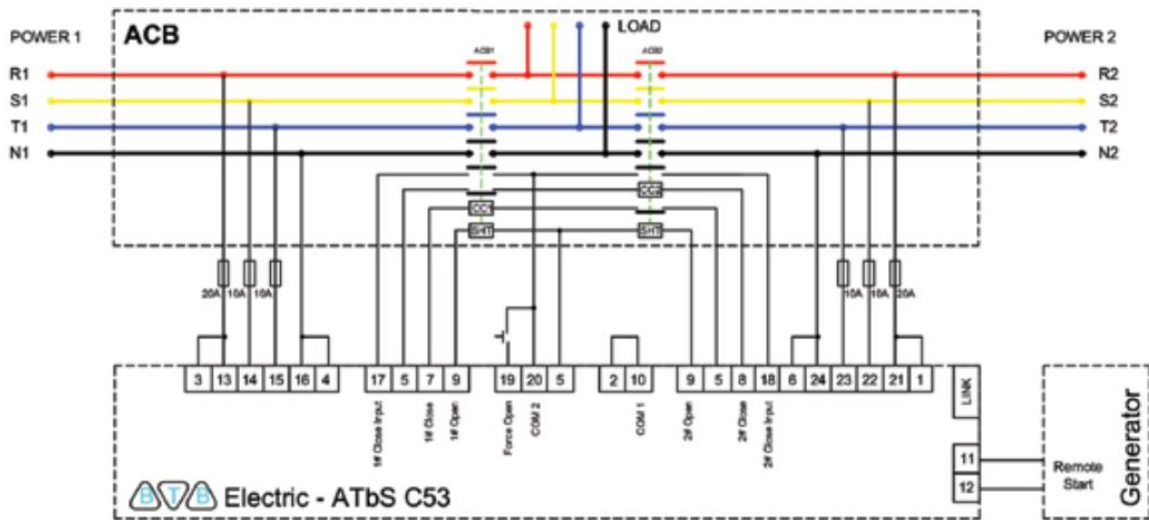 POWER 1
ACB
LOAD
POWER 2
ACB1
ACB2
R1
R2
S1
S2
T1
T2
N1
N2
CC2
CC1
SHT
SHT
20A 10A 10A
10A 10A 20A
3 13 14 15 16 4
17 5 7 9
19 20 5
2 10
9 5 8 18 6 24 23 22 21 1
1# Close Input
1# Close
1# Open
Force Open
COM 2
COM 1
2# Open
2# Close
2# Close Input
LINK
11
12
Remote
Start
Generator
BTB Electric - ATbS C53